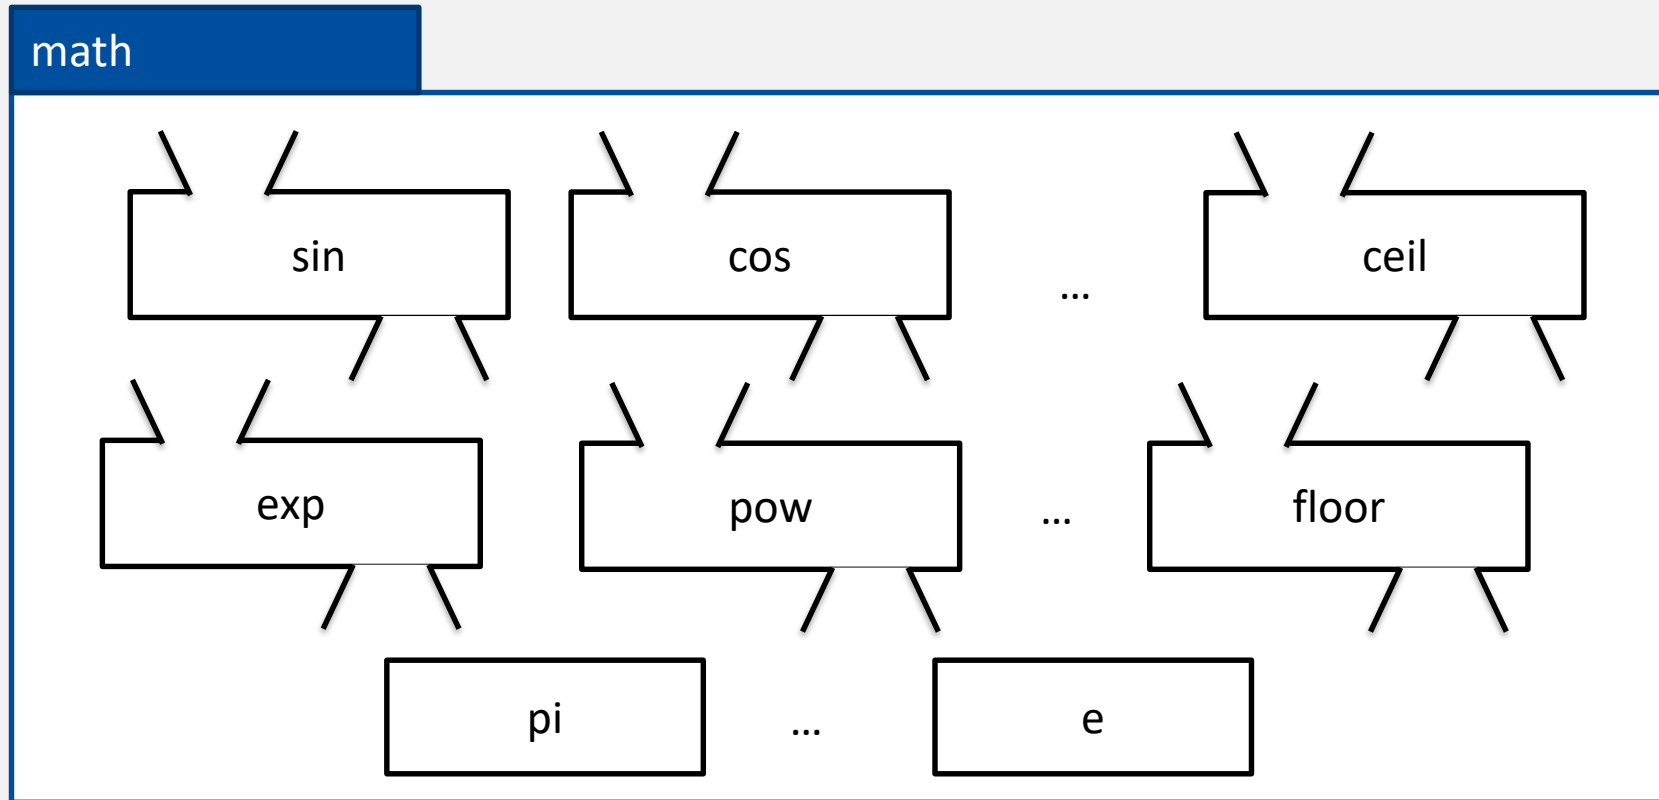 math
sin cos ... ceil
exp pow ... floor
pi ... e